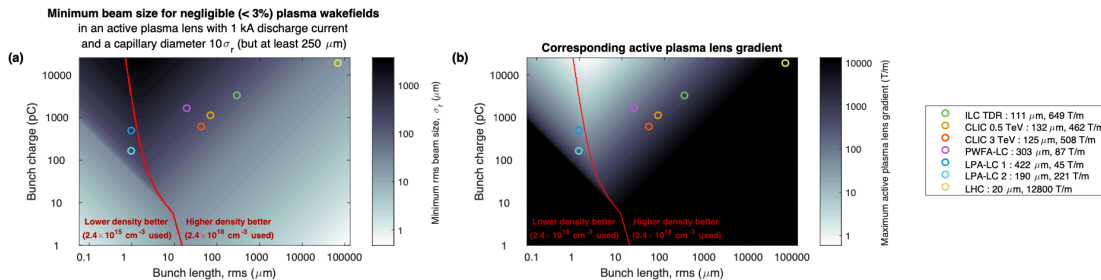 Minimum beam size for negligible (< 3%) plasma wakefields
in an active plasma lens with 1 kA discharge current
and a capillary diameter 10σr (but at least 250 μm)
(a)
10000
1000
100
10
1
Bunch charge (pC)
0.1
1
10
100
1000
10000
100000
Bunch length, rms (μm)
Lower density better
(2.4×10^15 cm^-3 used)
Higher density better
(2.4×10^18 cm^-3 used)
1000
100
10
1
Minimum rms beam size, σr (μm)
Corresponding active plasma lens gradient
(b)
10000
1000
100
10
1
Bunch charge (pC)
0.1
1
10
100
1000
10000
100000
Bunch length, rms (μm)
Lower density better
(2.4×10^15 cm^-3 used)
Higher density better
(2.4×10^18 cm^-3 used)
10000
1000
100
10
1
Maximum active plasma lens gradient (T/m)
ILC TDR : 111 μm, 649 T/m
CLIC 0.5 TeV : 132 μm, 462 T/m
CLIC 3 TeV : 125 μm, 508 T/m
PWFA-LC : 303 μm, 87 T/m
LPA-LC 1 : 422 μm, 45 T/m
LPA-LC 2 : 190 μm, 221 T/m
LHC : 20 μm, 12800 T/m